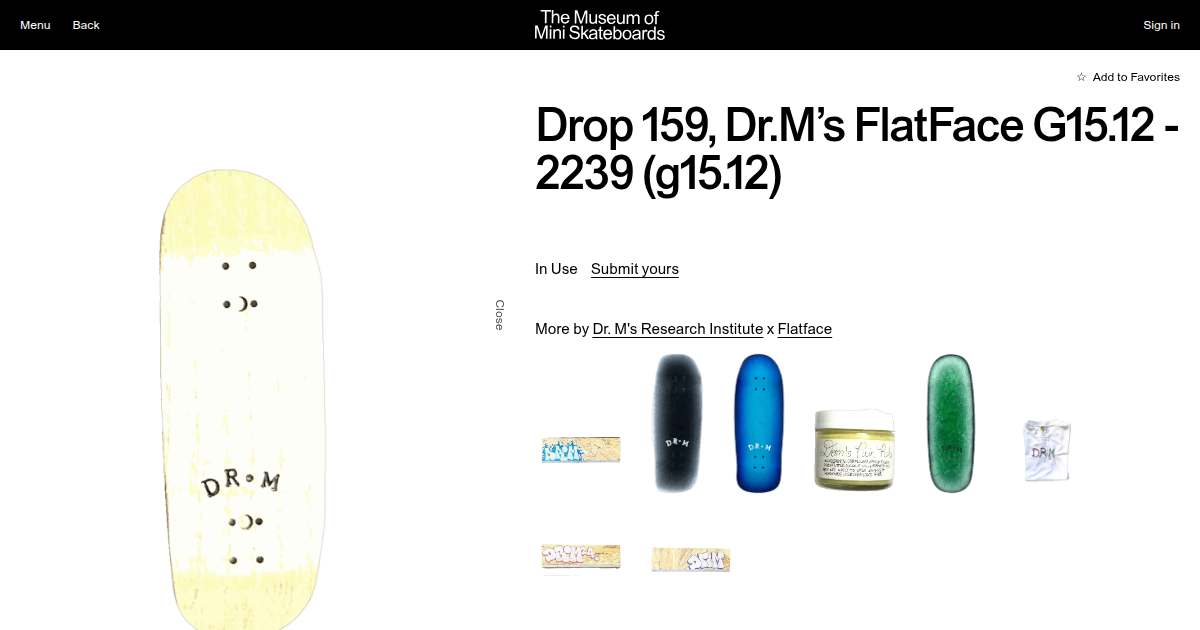 Menu
Back
The Museum of
Mini Skateboards
Sign in
☆ Add to Favorites
Drop 159, Dr.M’s FlatFace G15.12 -
2239 (g15.12)
In Use Submit yours
Close
More by Dr. M's Research Institute x Flatface
DR•M
DR•M
DR•M
DRM